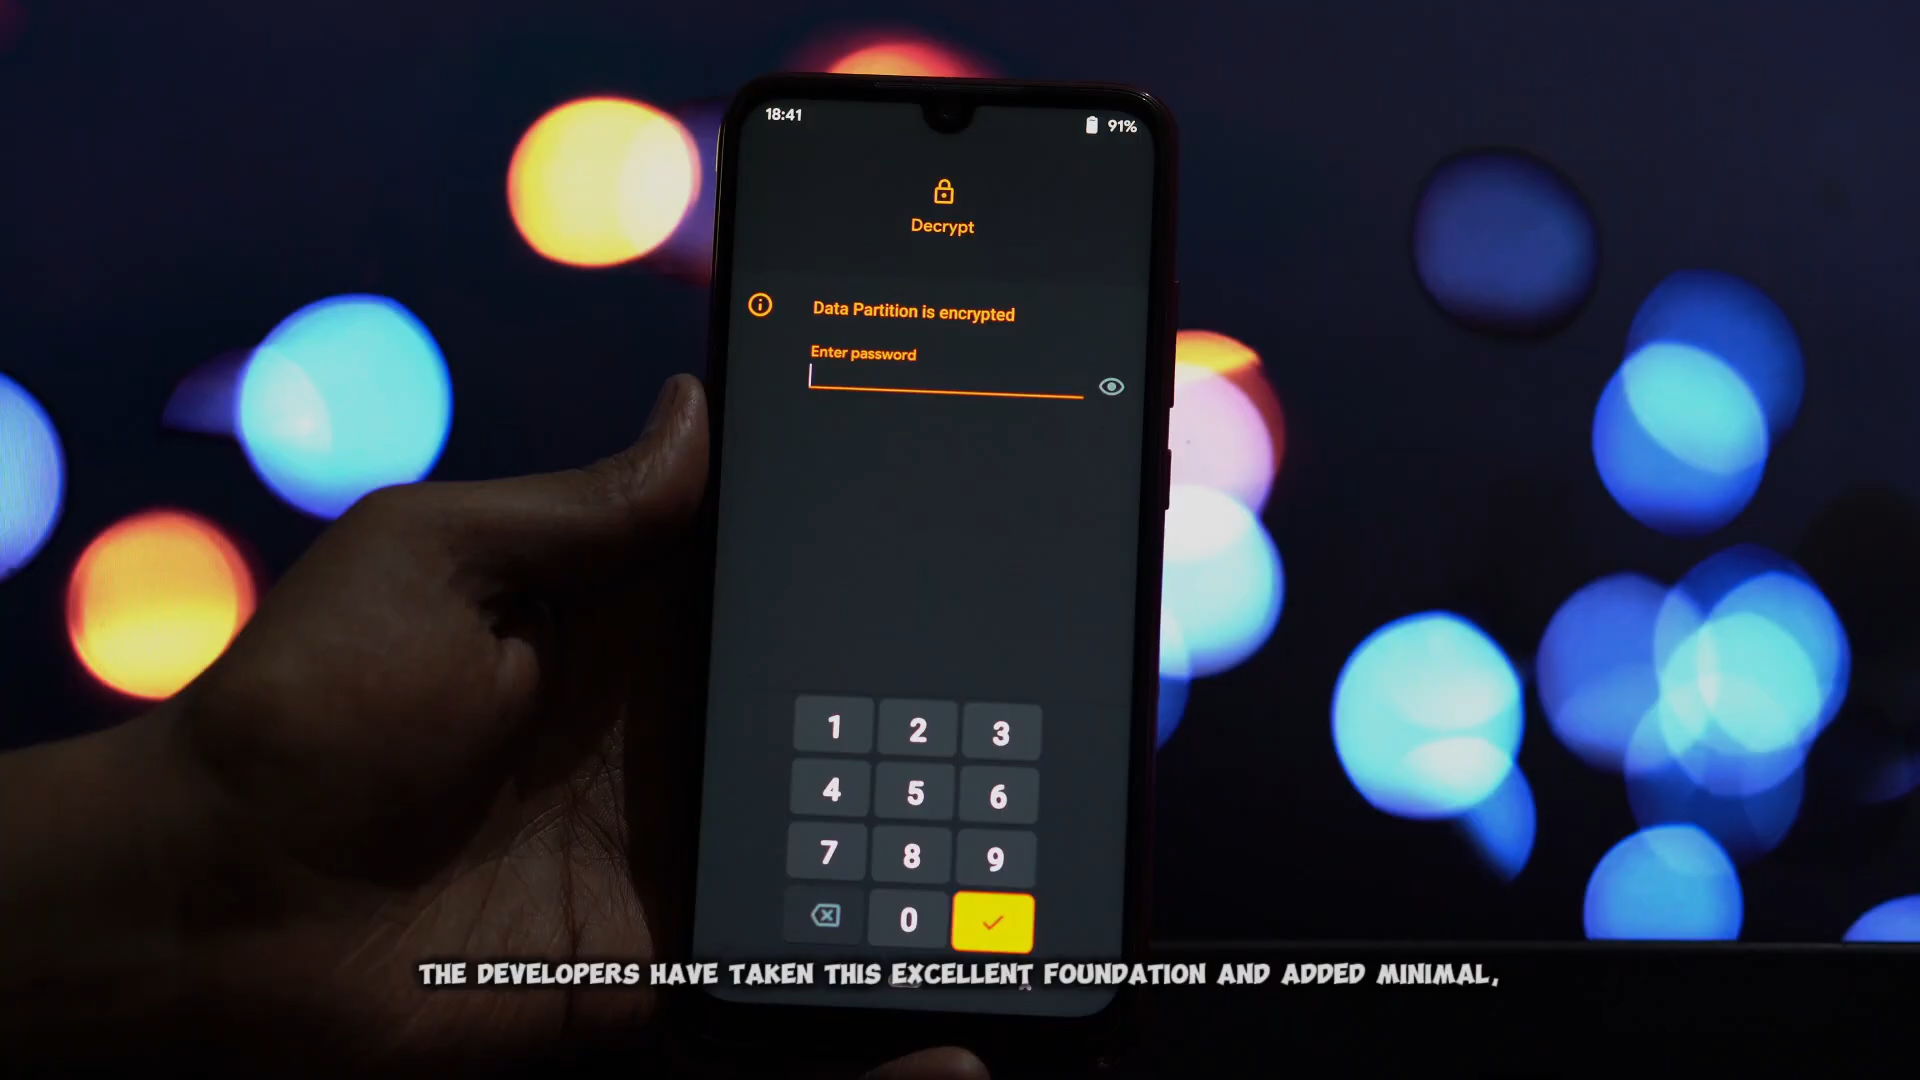 18:41
91%
Decrypt
Data Partition is encrypted
Enter password
1 2 3
4 5 6
7 8 9
0
THE DEVELOPERS HAVE TAKEN THIS EXCELLENT FOUNDATION AND ADDED MINIMAL,